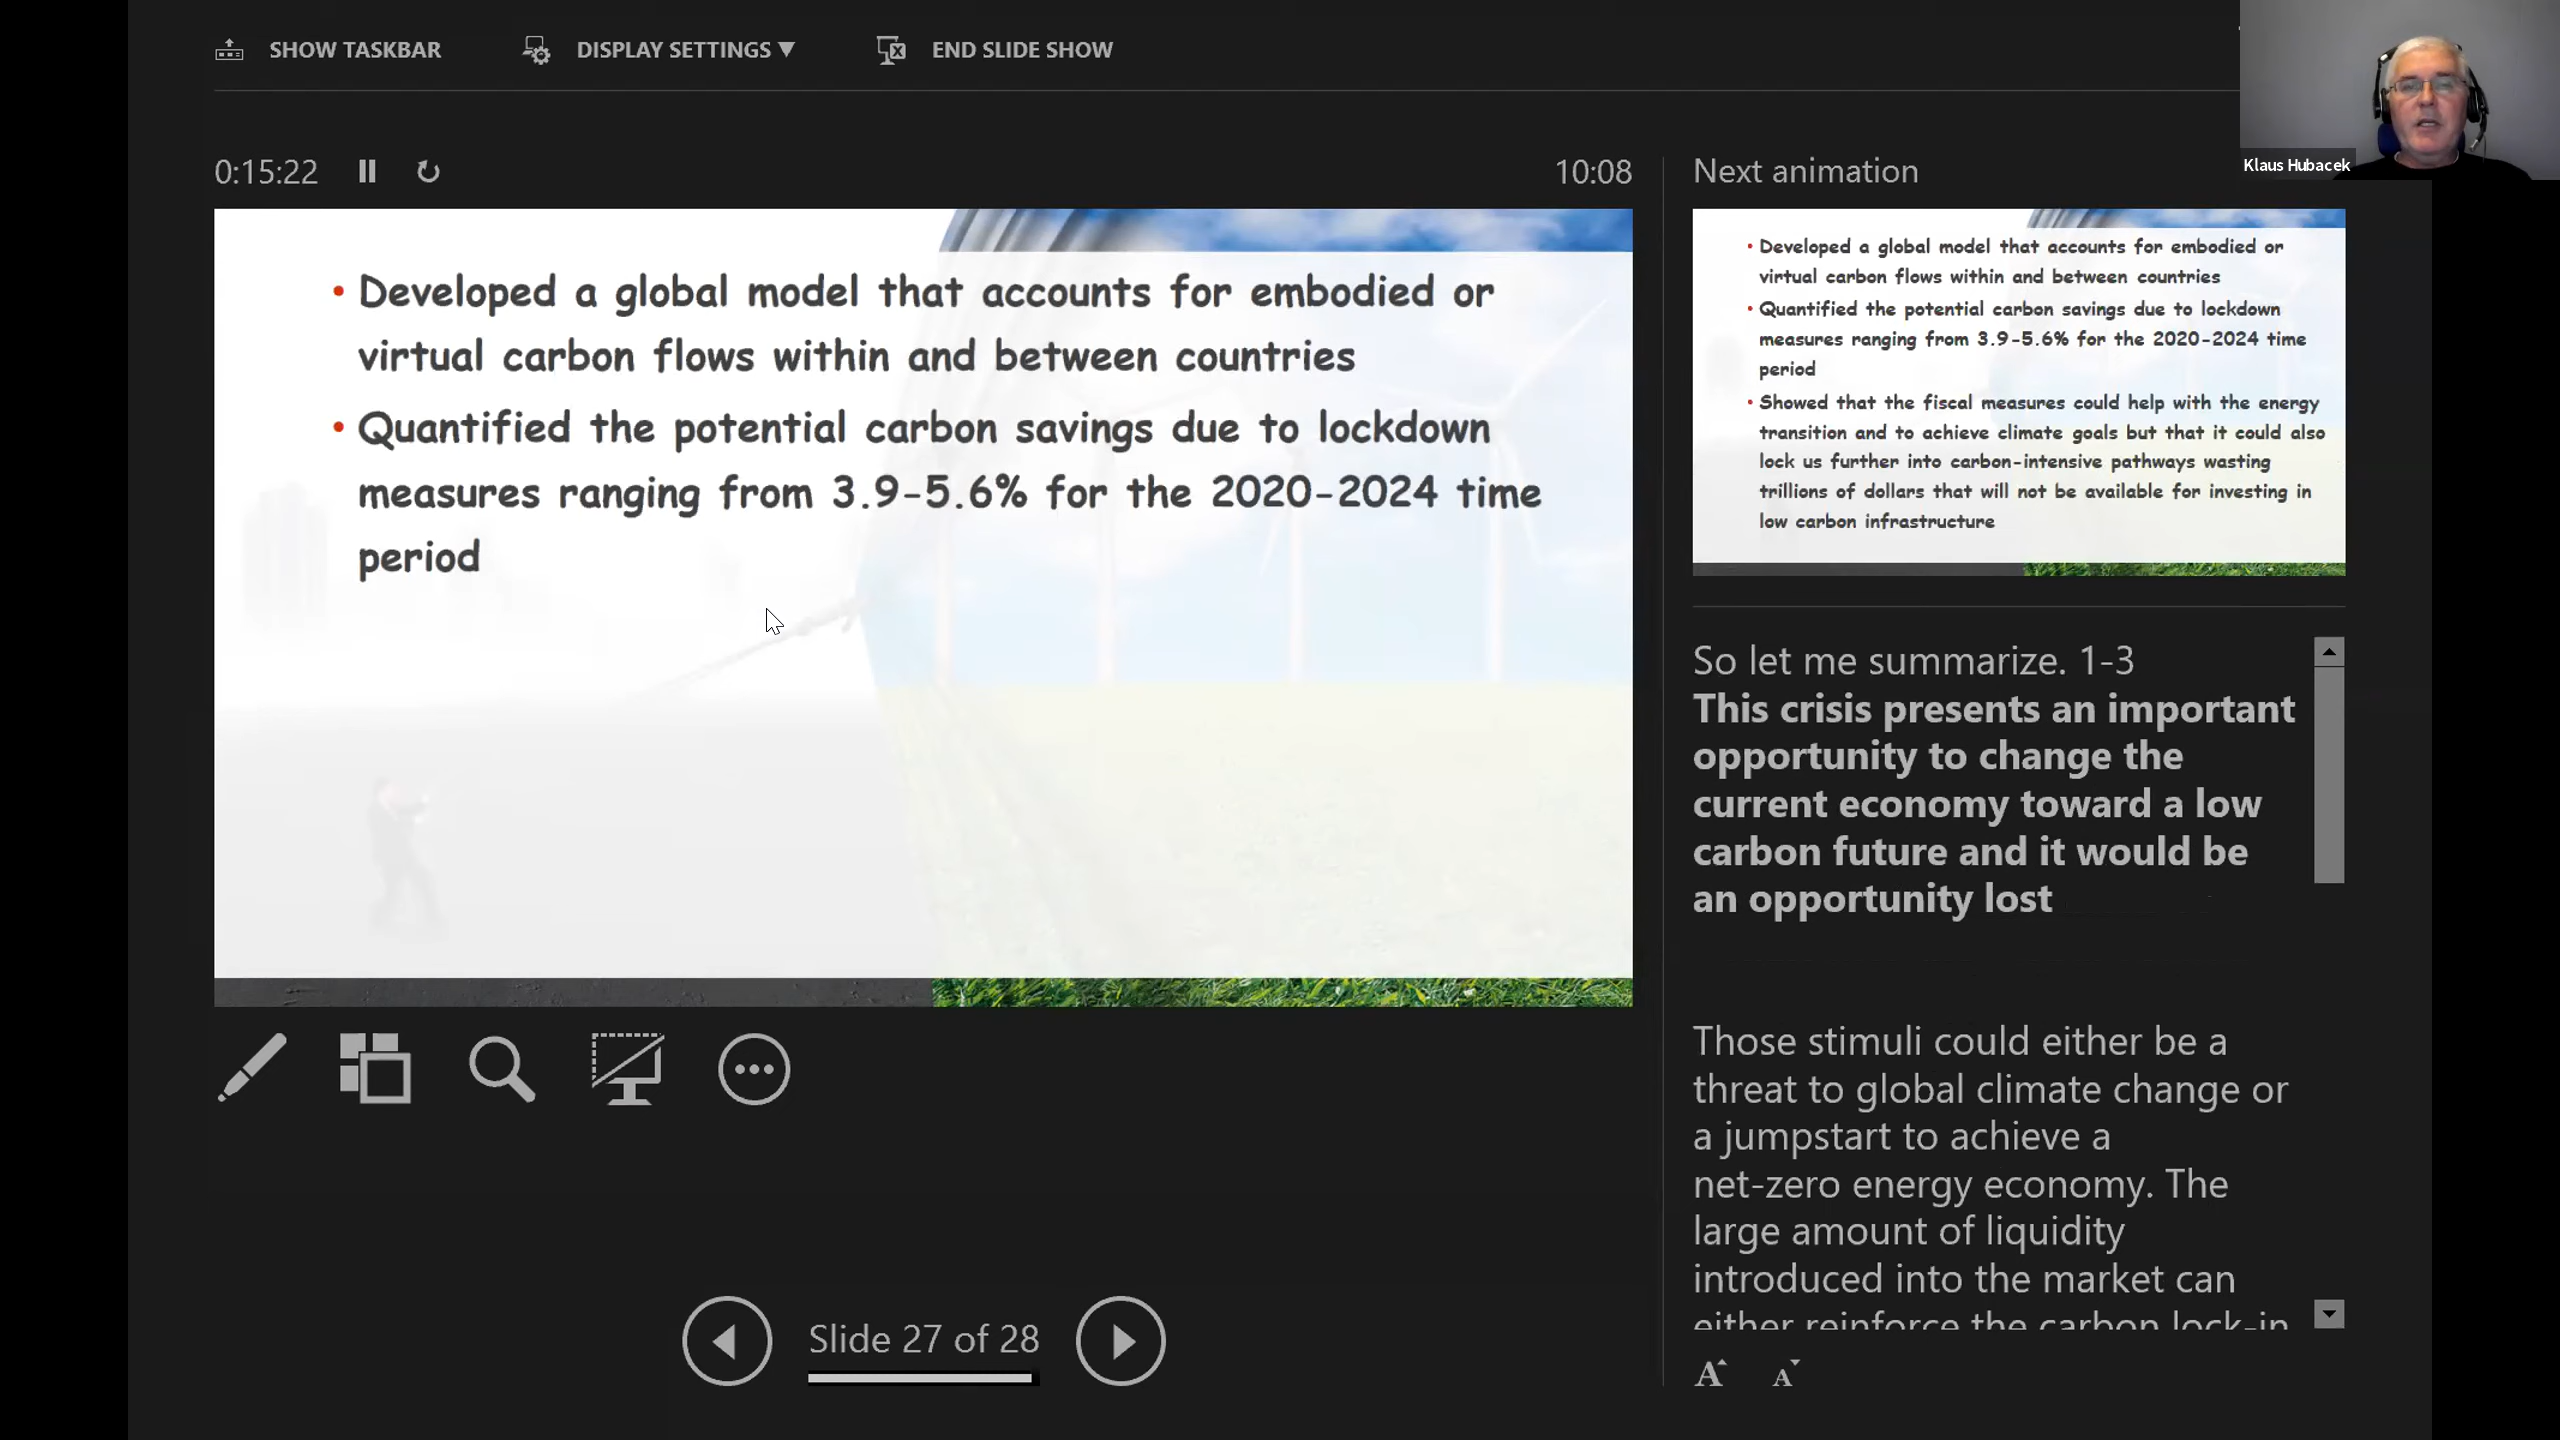 SHOW TASKBAR
DISPLAY SETTINGS ▼
END SLIDE SHOW
Klaus Hubacek
0:15:22
10:08
Next animation
• Developed a global model that accounts for embodied or
virtual carbon flows within and between countries
• Quantified the potential carbon savings due to lockdown
measures ranging from 3.9-5.6% for the 2020-2024 time
period
• Developed a global model that accounts for embodied or
virtual carbon flows within and between countries
• Quantified the potential carbon savings due to lockdown
measures ranging from 3.9-5.6% for the 2020-2024 time
period
• Showed that the fiscal measures could help with the energy
transition and to achieve climate goals but that it could also
lock us further into carbon-intensive pathways wasting
trillions of dollars that will not be available for investing in
low carbon infrastructure
So let me summarize. 1-3
This crisis presents an important
opportunity to change the
current economy toward a low
carbon future and it would be
an opportunity lost
Those stimuli could either be a
threat to global climate change or
a jumpstart to achieve a
net-zero energy economy. The
large amount of liquidity
introduced into the market can
either reinforce the carbon lock-in
Slide 27 of 28
A
A